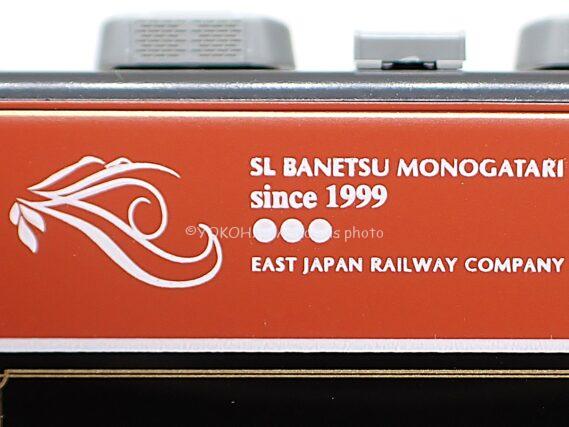 SL BANETSU MONOGATARI
since 1999
EAST JAPAN RAILWAY COMPANY